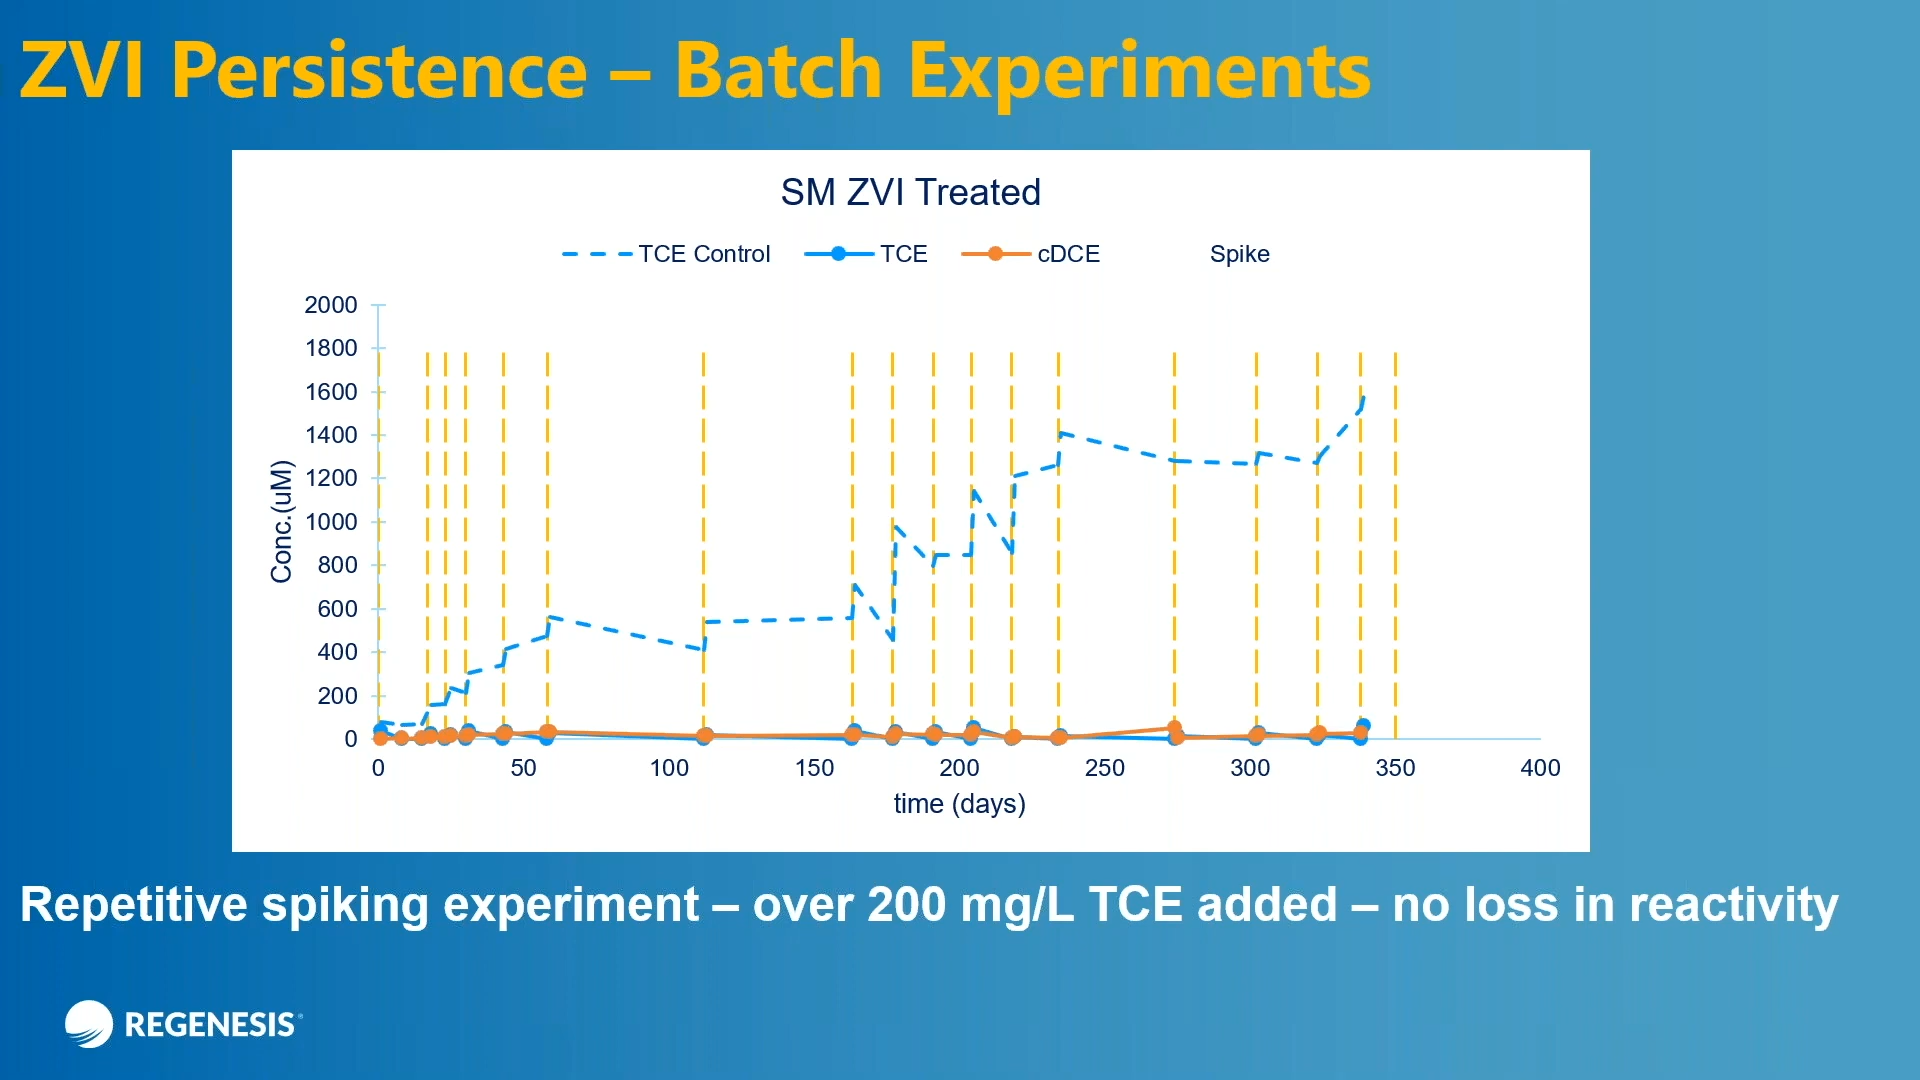 ZVI Persistence – Batch Experiments
SM ZVI Treated
TCE Control TCE cDCE Spike
2000
1800
1600
1400
1200
1000
800
600
400
200
0
Conc.(uM)
0 50 100 150 200 250 300 350 400
time (days)
Repetitive spiking experiment – over 200 mg/L TCE added – no loss in reactivity
REGENESIS